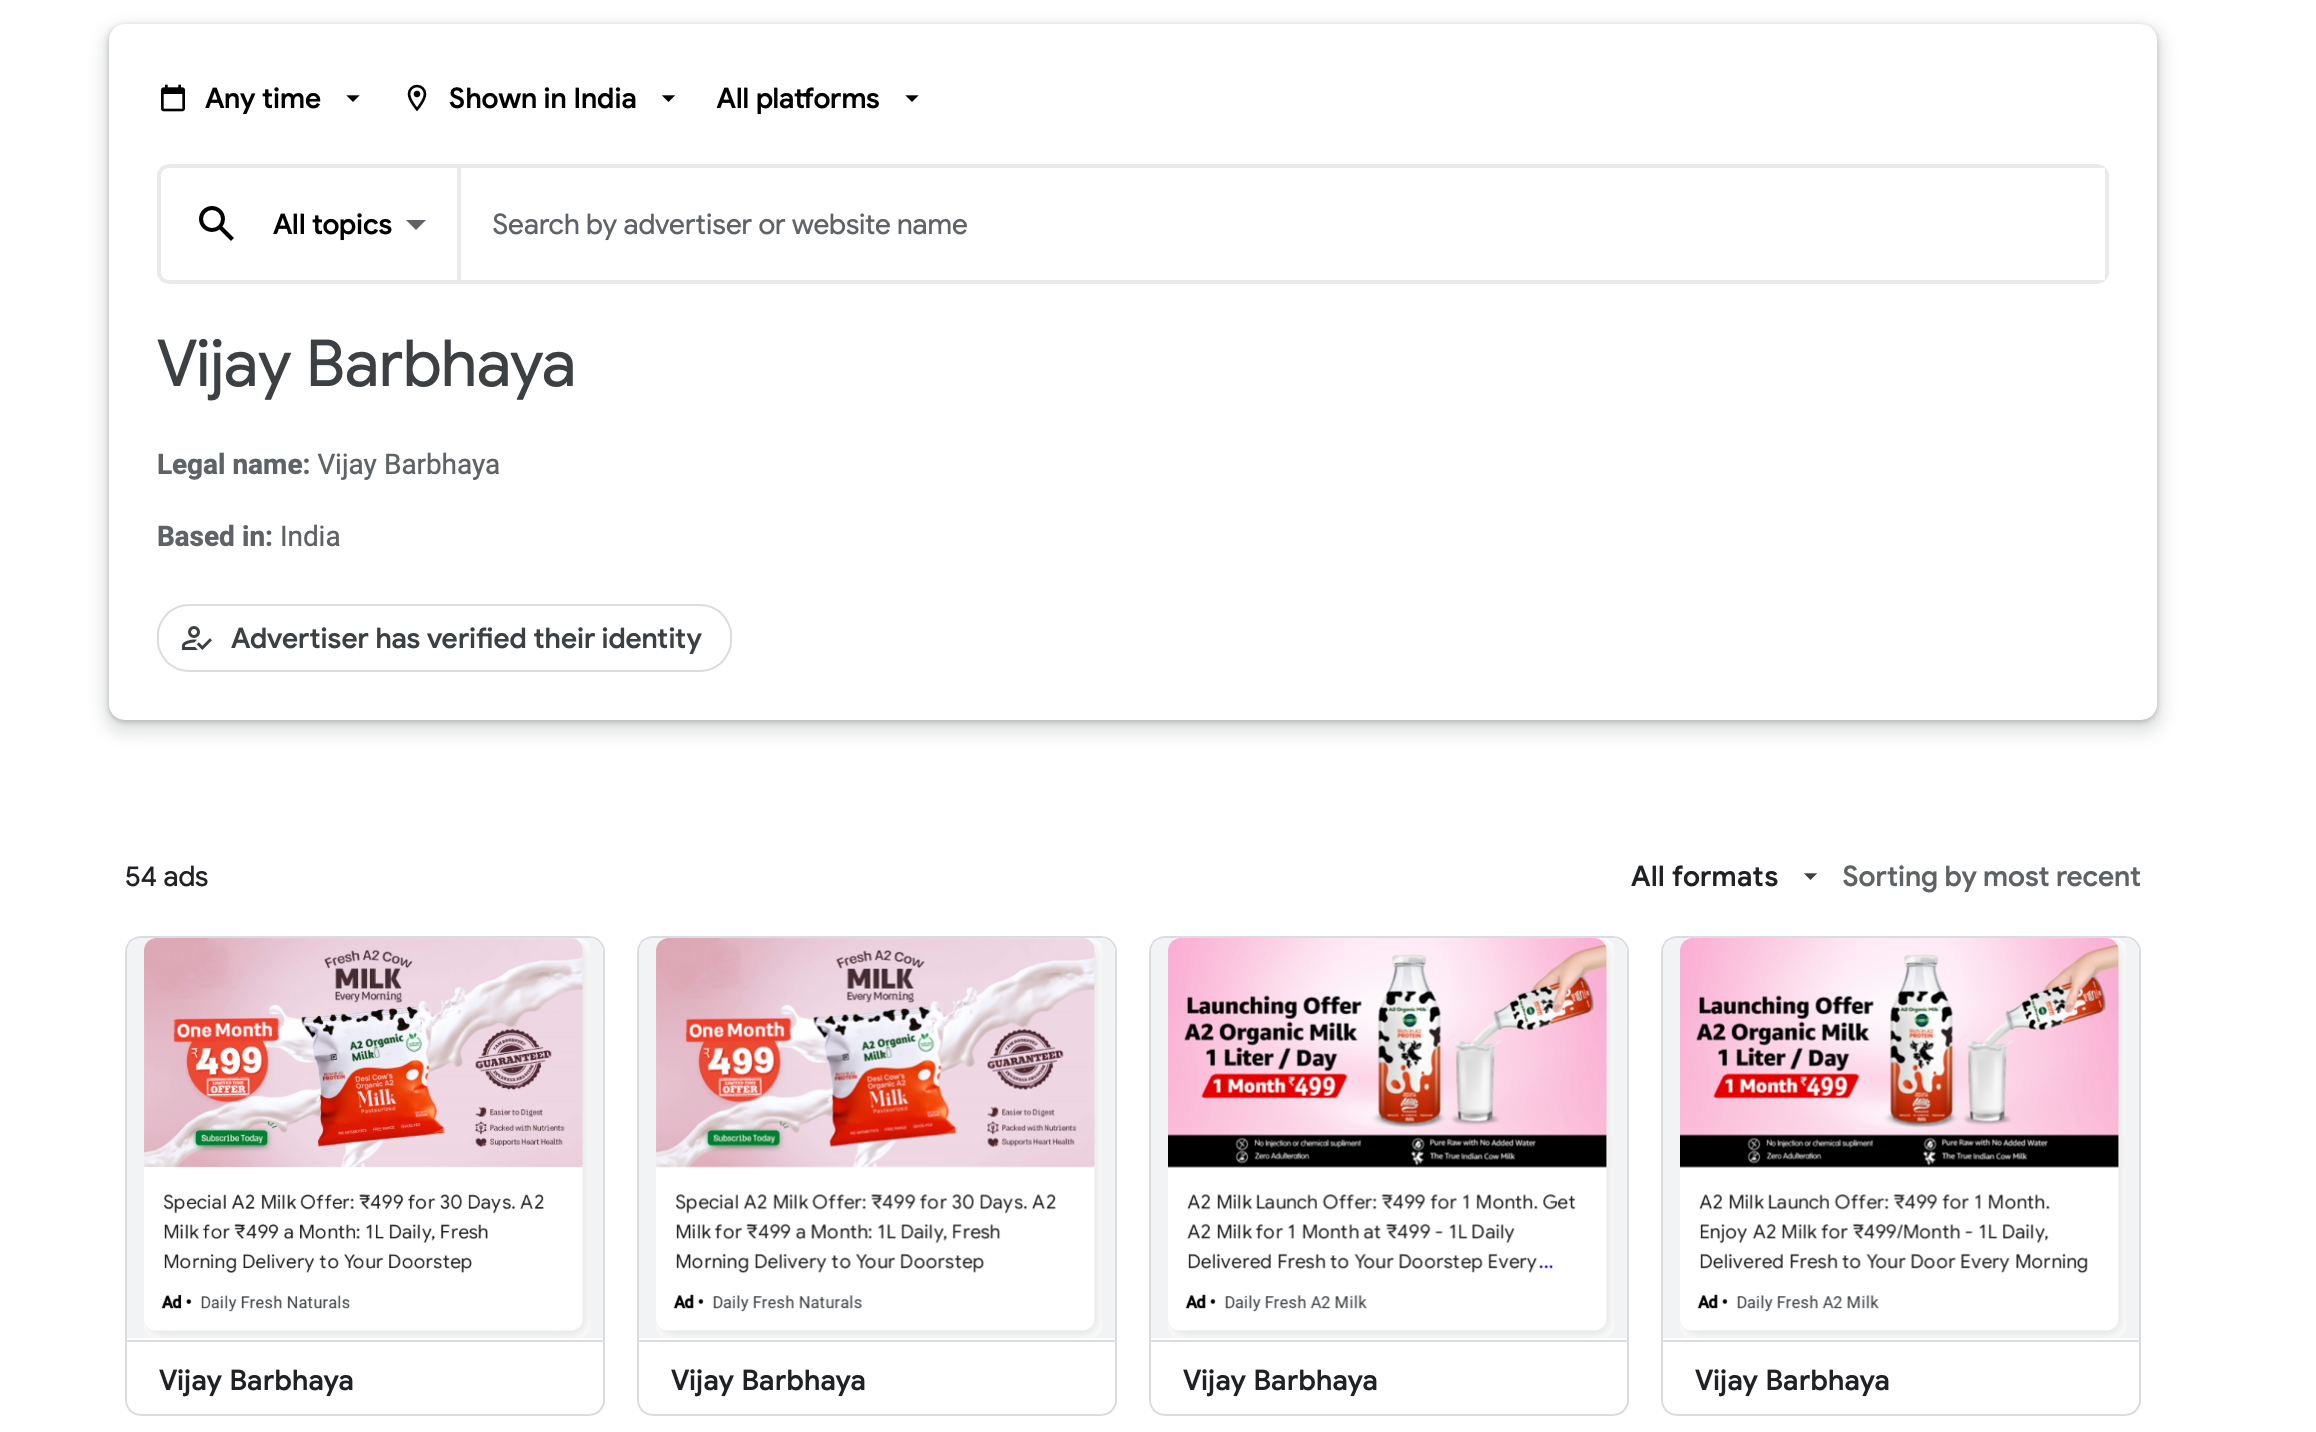 Any time
Shown in India
All platforms
All topics
Search by advertiser or website name
Vijay Barbhaya
Legal name: Vijay Barbhaya
Based in: India
Advertiser has verified their identity
54 ads
All formats
Sorting by most recent
Fresh A2 Cow
MILK
Every Morning
One Month
₹499
LIMITED TIME
OFFER
Subscribe Today
A2 Organic
Milk
Desi Cow's
Organic A2
Milk
Pasteurized
GUARANTEED
Easier to Digest
Packed with Nutrients
Supports Heart Health
Special A2 Milk Offer: ₹499 for 30 Days. A2
Milk for ₹499 a Month: 1L Daily, Fresh
Morning Delivery to Your Doorstep
Ad • Daily Fresh Naturals
Vijay Barbhaya
Fresh A2 Cow
MILK
Every Morning
One Month
₹499
LIMITED TIME
OFFER
Subscribe Today
A2 Organic
Milk
Desi Cow's
Organic A2
Milk
Pasteurized
GUARANTEED
Easier to Digest
Packed with Nutrients
Supports Heart Health
Special A2 Milk Offer: ₹499 for 30 Days. A2
Milk for ₹499 a Month: 1L Daily, Fresh
Morning Delivery to Your Doorstep
Ad • Daily Fresh Naturals
Vijay Barbhaya
Launching Offer
A2 Organic Milk
1 Liter / Day
1 Month ₹499
No Injection or chemical supliment
Zero Adulteration
Pure Raw with No Added Water
The True Indian Cow Milk
A2 Milk Launch Offer: ₹499 for 1 Month. Get
A2 Milk for 1 Month at ₹499 - 1L Daily
Delivered Fresh to Your Doorstep Every...
Ad • Daily Fresh A2 Milk
Vijay Barbhaya
Launching Offer
A2 Organic Milk
1 Liter / Day
1 Month ₹499
No Injection or chemical supliment
Zero Adulteration
Pure Raw with No Added Water
The True Indian Cow Milk
A2 Milk Launch Offer: ₹499 for 1 Month.
Enjoy A2 Milk for ₹499/Month - 1L Daily,
Delivered Fresh to Your Door Every Morning
Ad • Daily Fresh A2 Milk
Vijay Barbhaya